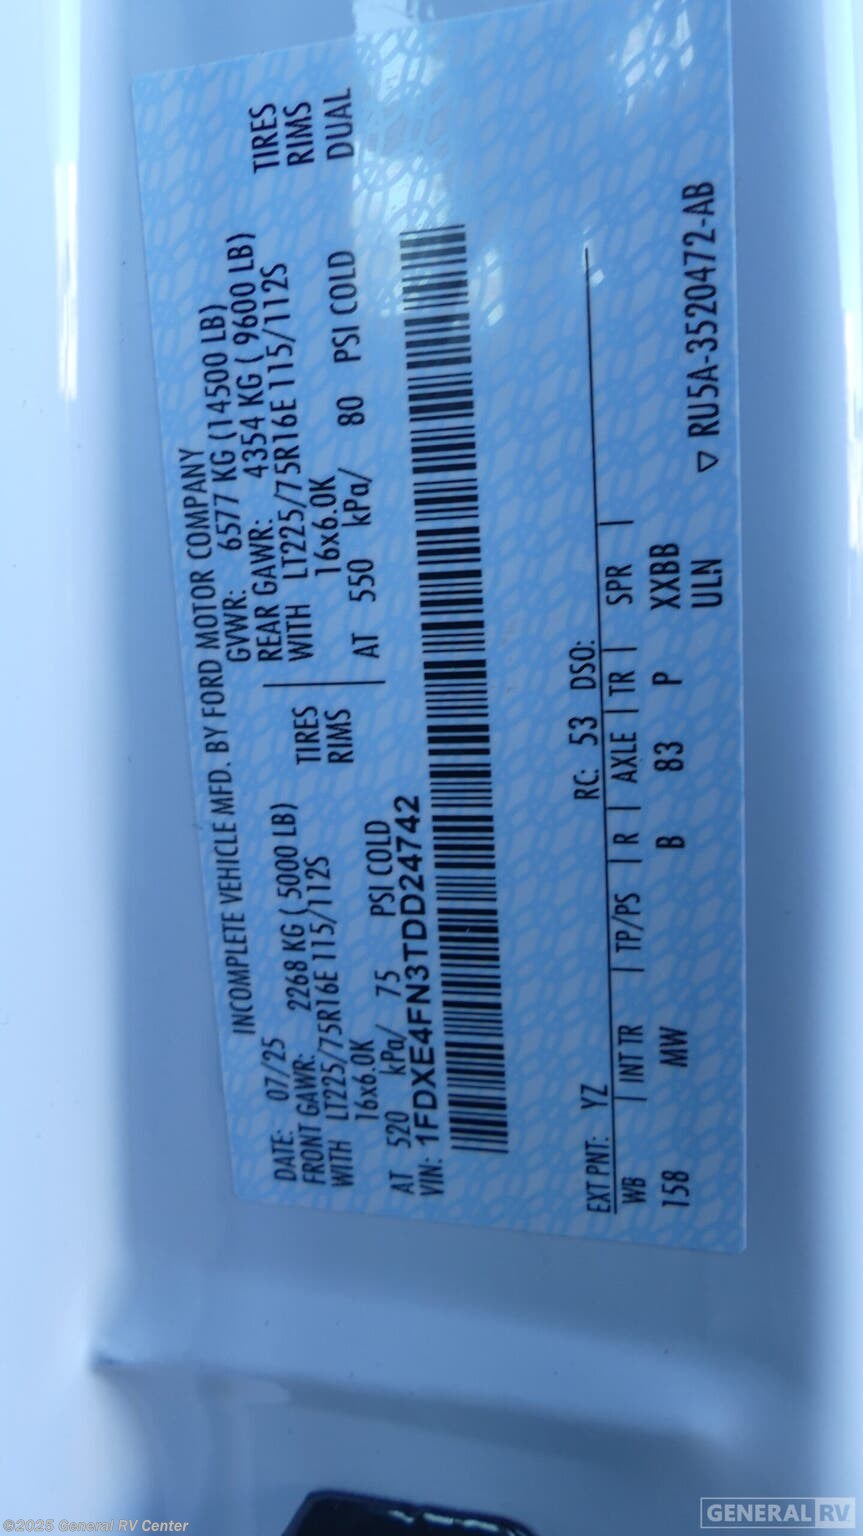 INCOMPLETE VEHICLE MFD. BY FORD MOTOR COMPANY
DATE: 07/25 GVWR: 6577 KG (14500 LB)
FRONT GAWR: 2268 KG ( 5000 LB) REAR GAWR: 4354 KG ( 9600 LB)
WITH LT225/75R16E 115/112S TIRES WITH LT225/75R16E 115/112S TIRES
16x6.0K RIMS 16x6.0K RIMS
AT 520 kPa/ 75 PSI COLD AT 550 kPa/ 80 PSI COLD DUAL
VIN: 1FDXE4FN3TDD24742
EXT PNT: YZ RC: 53 DSO:
WB | INT TR | TP/PS | R | AXLE | TR | SPR |
158 MW B 83 P XXBB
ULN ▽ RU5A-3520472-AB
©2025 General RV Center
GENERAL RV